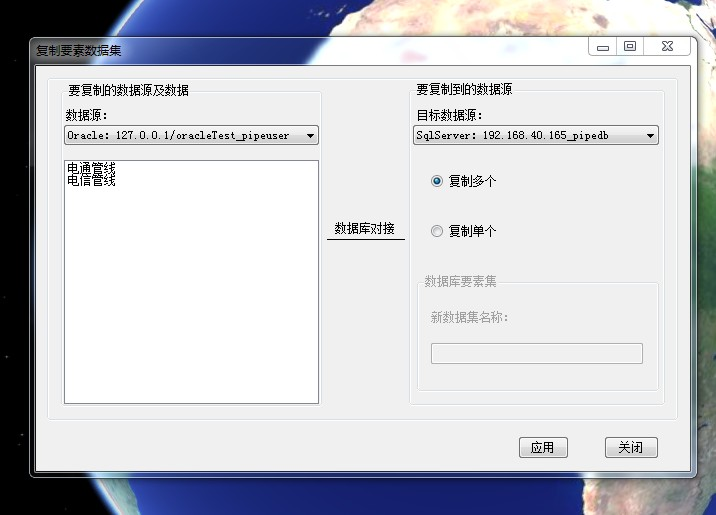 复制要素数据集
要复制的数据源及数据
数据源：
Oracle: 127.0.0.1/oracleTest_pipeuser
电通管线
电信管线
数据库对接
要复制到的数据源
目标数据源：
SqlServer: 192.168.40.165_pipedb
复制多个
复制单个
数据库要素集
新数据集名称：
应用
关闭